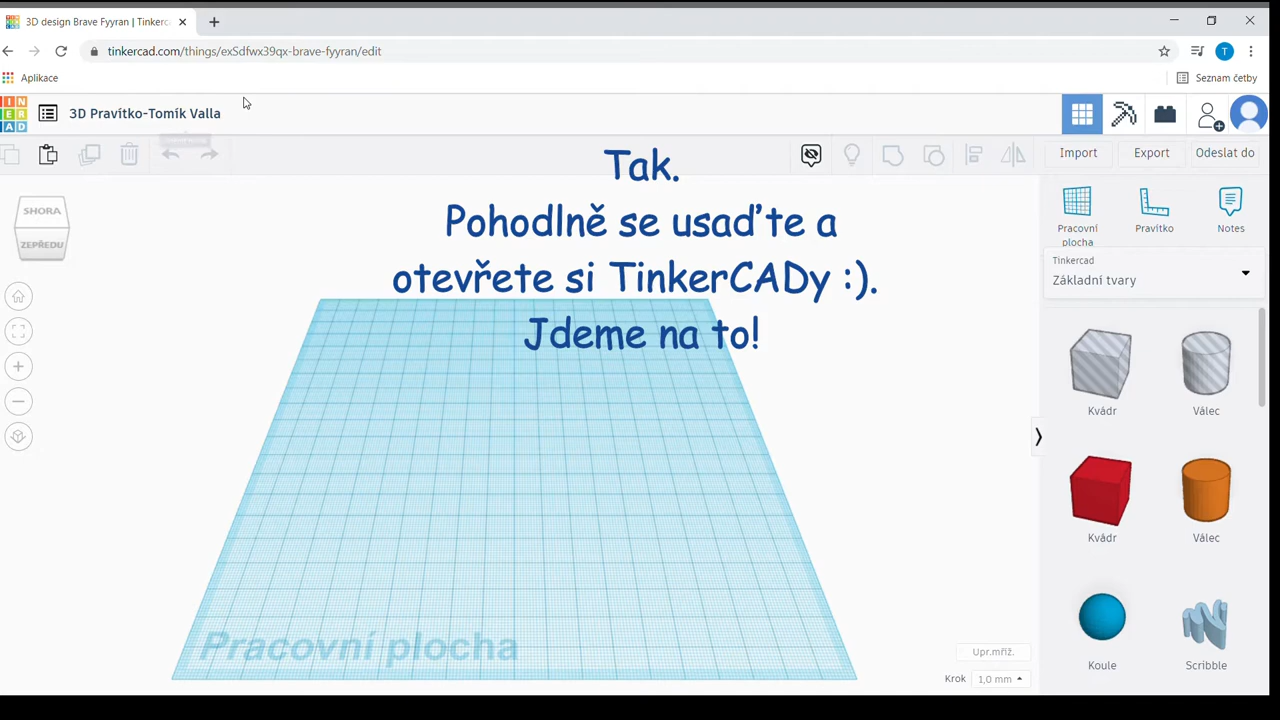 3D design Brave Fyyran | Tinkerc
tinkercad.com/things/exSdfwx39qx-brave-fyyran/edit
Aplikace
Seznam četby
T
TIN
KER
CAD
3D Pravítko-Tomík Valla
Import
Export
Odeslat do
Tak.
Pohodlně se usaďte a
otevřete si TinkerCADy :).
Jdeme na to!
SHORA
ZEPŘEDU
Pracovní
plocha
Pravítko
Notes
Tinkercad
Základní tvary
Kvádr
Válec
Kvádr
Válec
Koule
Scribble
Pracovní plocha
Upr.mříž.
Krok
1,0 mm